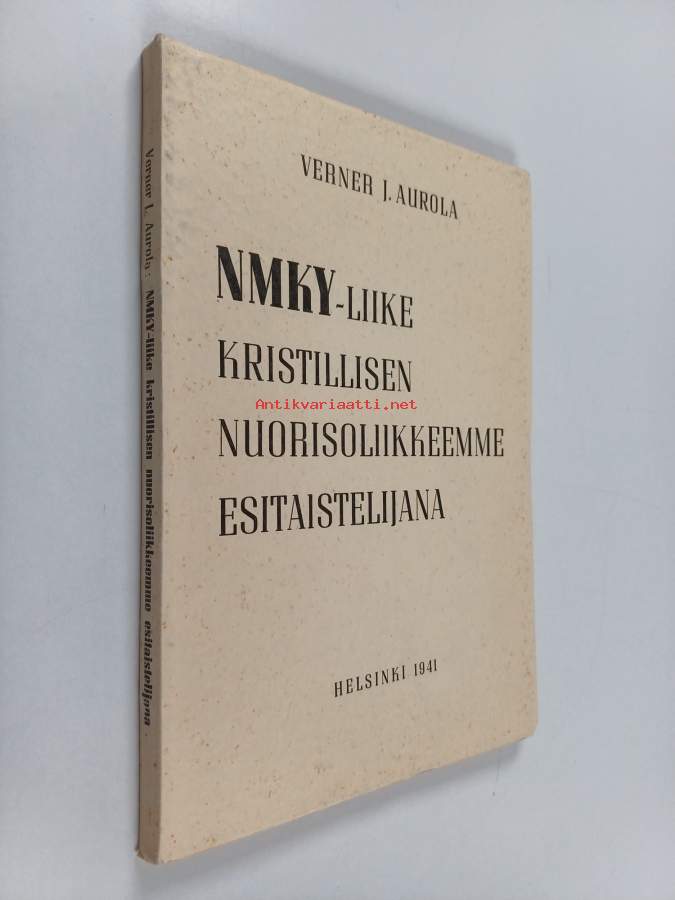 VERNER J. AUROLA
NMKY-LIIKE
KRISTILLISEN
Antikvariaatti.net
NUORISOLIIKKEEMME
ESITAISTELIJANA
HELSINKI 1941
Verner L. Aurola: NMKY-liike kristillisen nuorisoliikkeemme esitaistelijana.